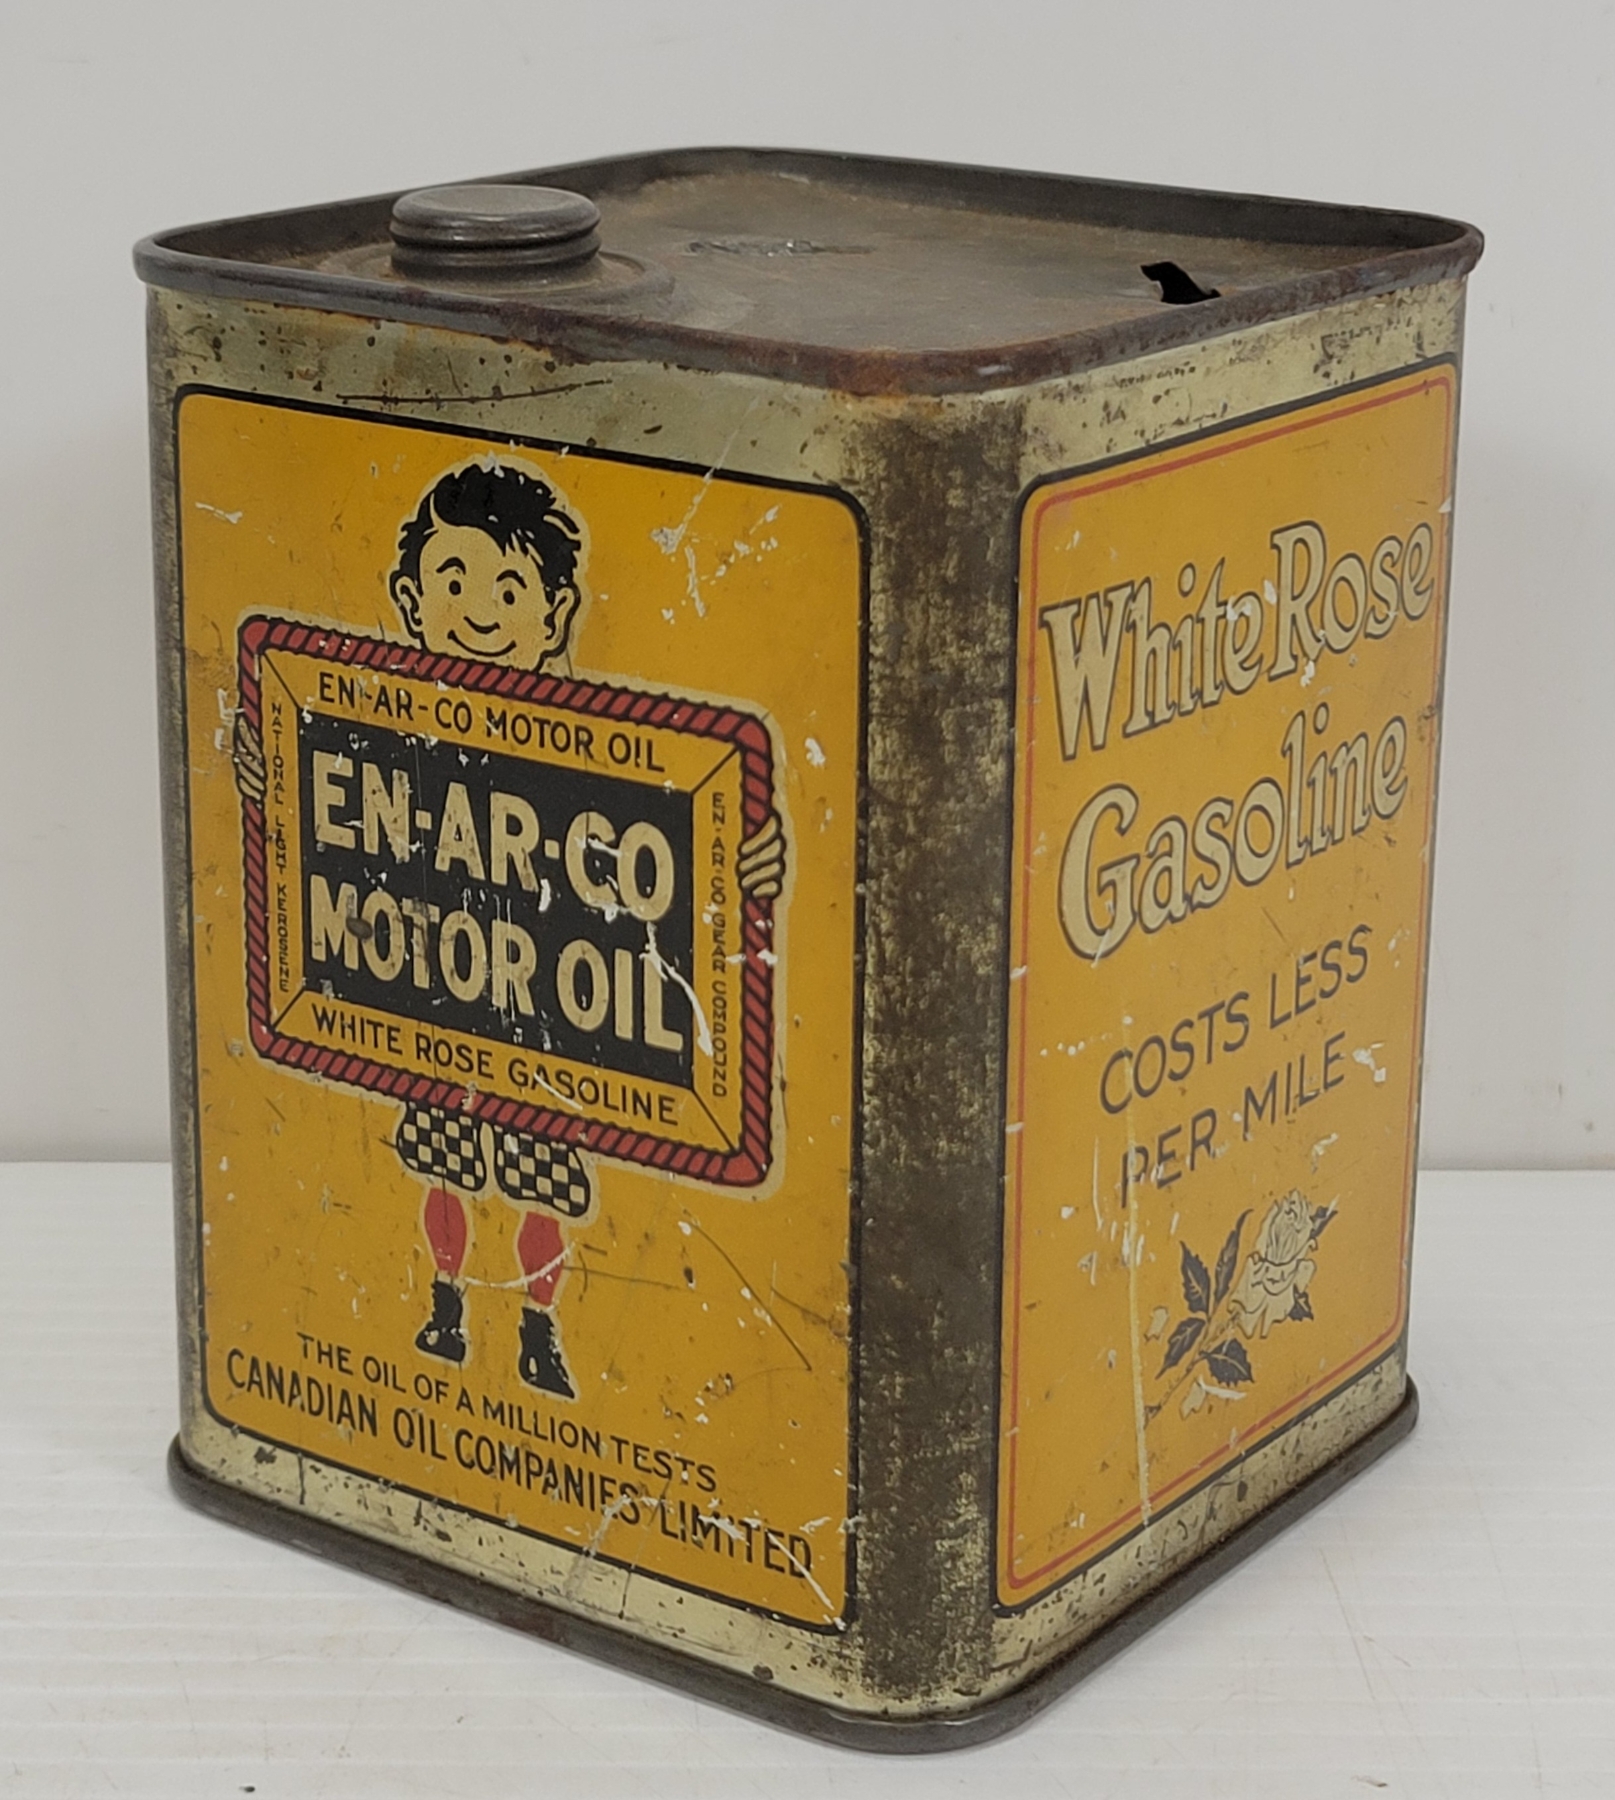 EN-AR-CO MOTOR OIL
NATIONAL LIGHT KEROSENE
EN-AR-CO
MOTOR OIL
EN-AR-CO GEAR COMPOUND
WHITE ROSE GASOLINE
THE OIL OF A MILLION TESTS
CANADIAN OIL COMPANIES LIMITED
White Rose
Gasoline
COSTS LESS
PER MILE